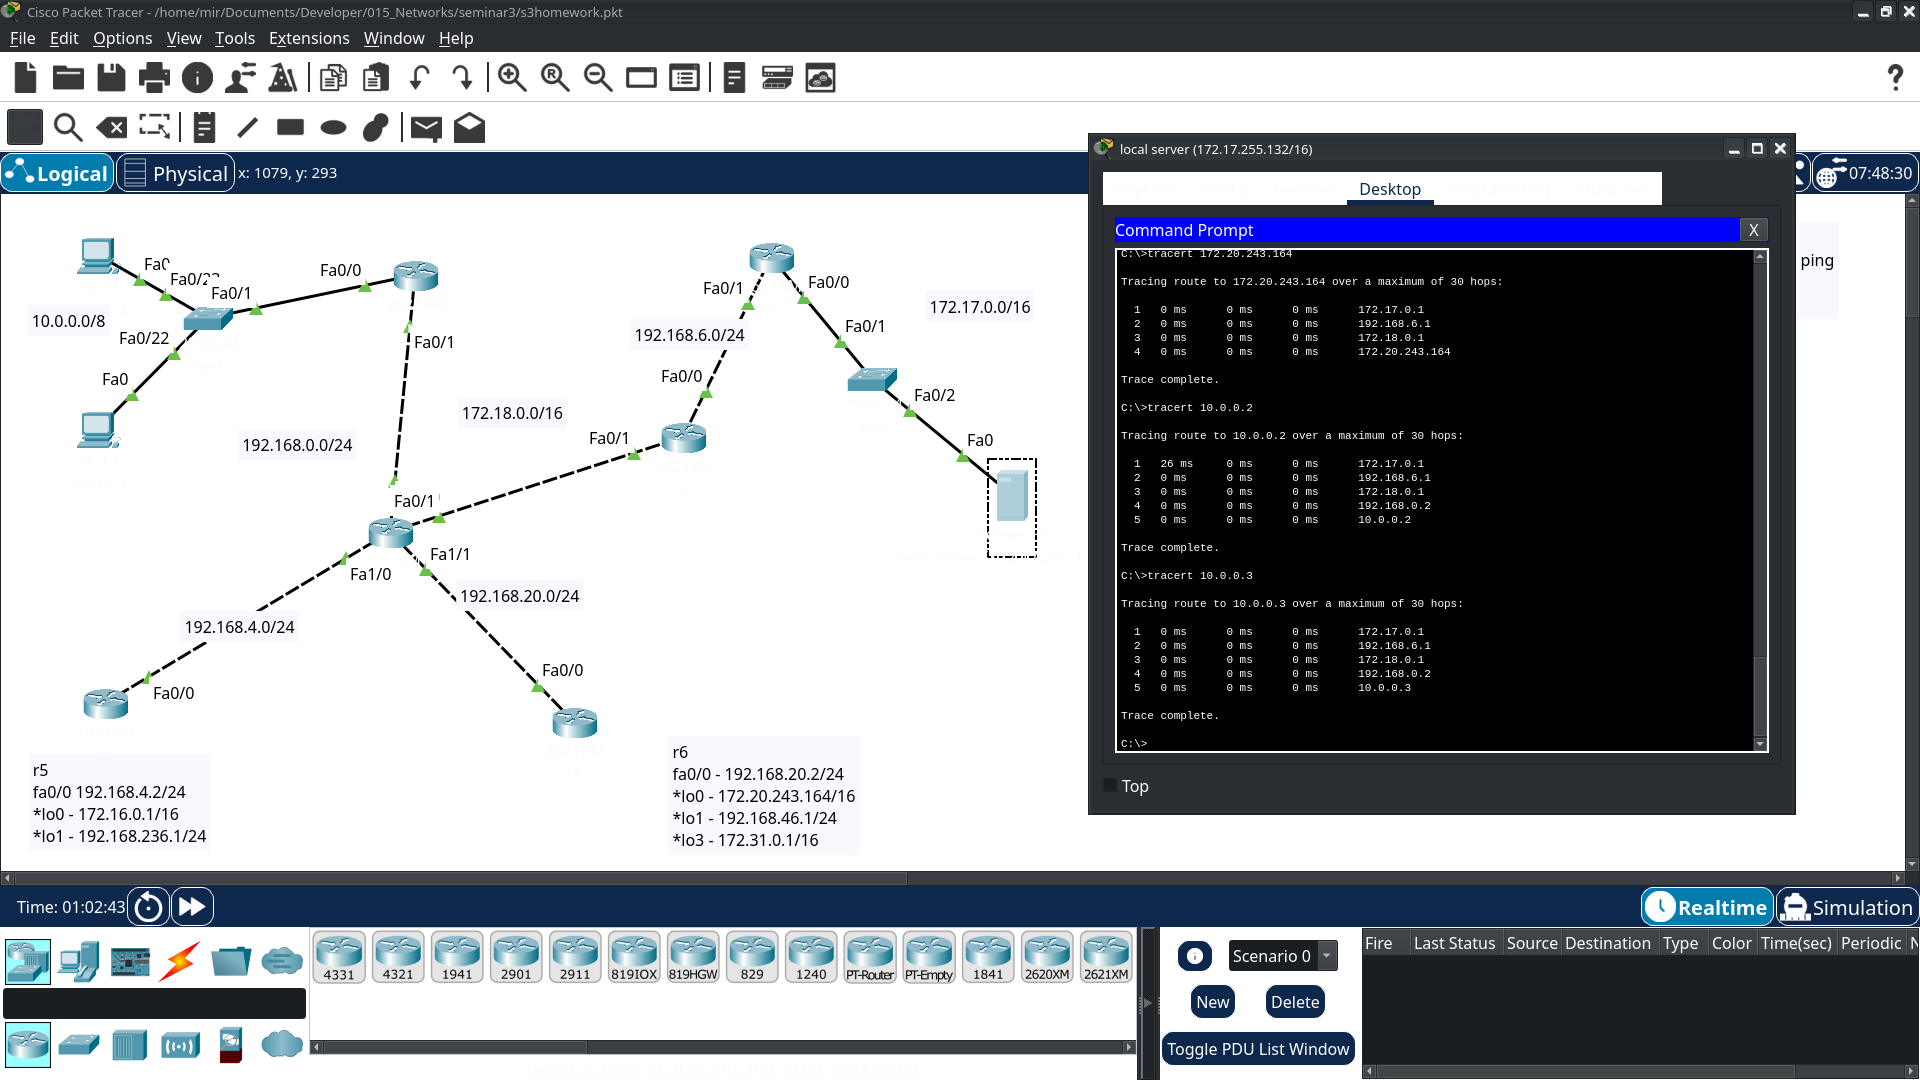 Cisco Packet Tracer - /home/mir/Documents/Developer/015_Networks/seminar3/s3homework.pkt
File Edit Options View Tools Extensions Window Help
Logical
Physical
x: 1079, y: 293
07:48:30
Fa0
Fa0/1
Fa0/0
10.0.0.0/8
Fa0/22
Fa0
Fa0/1
192.168.0.0/24
172.18.0.0/16
Fa0/1
Fa0/0
192.168.6.0/24
172.17.0.0/16
Fa0/1
Fa0/0
Fa0/2
Fa0/1
Fa0
Fa0/1
Fa1/1
Fa1/0
192.168.20.0/24
192.168.4.0/24
Fa0/0
Fa0/0
r5
fa0/0 192.168.4.2/24
*lo0 - 172.16.0.1/16
*lo1 - 192.168.236.1/24
r6
fa0/0 - 192.168.20.2/24
*lo0 - 172.20.243.164/16
*lo1 - 192.168.46.1/24
*lo3 - 172.31.0.1/16
ping
local server (172.17.255.132/16)
Desktop
Command Prompt
X
C:\>tracert 172.20.243.164
Tracing route to 172.20.243.164 over a maximum of 30 hops:
1 0 ms 0 ms 0 ms 172.17.0.1
2 0 ms 0 ms 0 ms 192.168.6.1
3 0 ms 0 ms 0 ms 172.18.0.1
4 0 ms 0 ms 0 ms 172.20.243.164
Trace complete.
C:\>tracert 10.0.0.2
Tracing route to 10.0.0.2 over a maximum of 30 hops:
1 26 ms 0 ms 0 ms 172.17.0.1
2 0 ms 0 ms 0 ms 192.168.6.1
3 0 ms 0 ms 0 ms 172.18.0.1
4 0 ms 0 ms 0 ms 192.168.0.2
5 0 ms 0 ms 0 ms 10.0.0.2
Trace complete.
C:\>tracert 10.0.0.3
Tracing route to 10.0.0.3 over a maximum of 30 hops:
1 0 ms 0 ms 0 ms 172.17.0.1
2 0 ms 0 ms 0 ms 192.168.6.1
3 0 ms 0 ms 0 ms 172.18.0.1
4 0 ms 0 ms 0 ms 192.168.0.2
5 0 ms 0 ms 0 ms 10.0.0.3
Trace complete.
C:\>
Top
Time: 01:02:43
Realtime
Simulation
4331 4321 1941 2901 2911 819IOX 819HGW 829 1240 PT-Router PT-Empty 1841 2620XM 2621XM
Scenario 0
New
Delete
Toggle PDU List Window
Fire Last Status Source Destination Type Color Time(sec) Periodic N